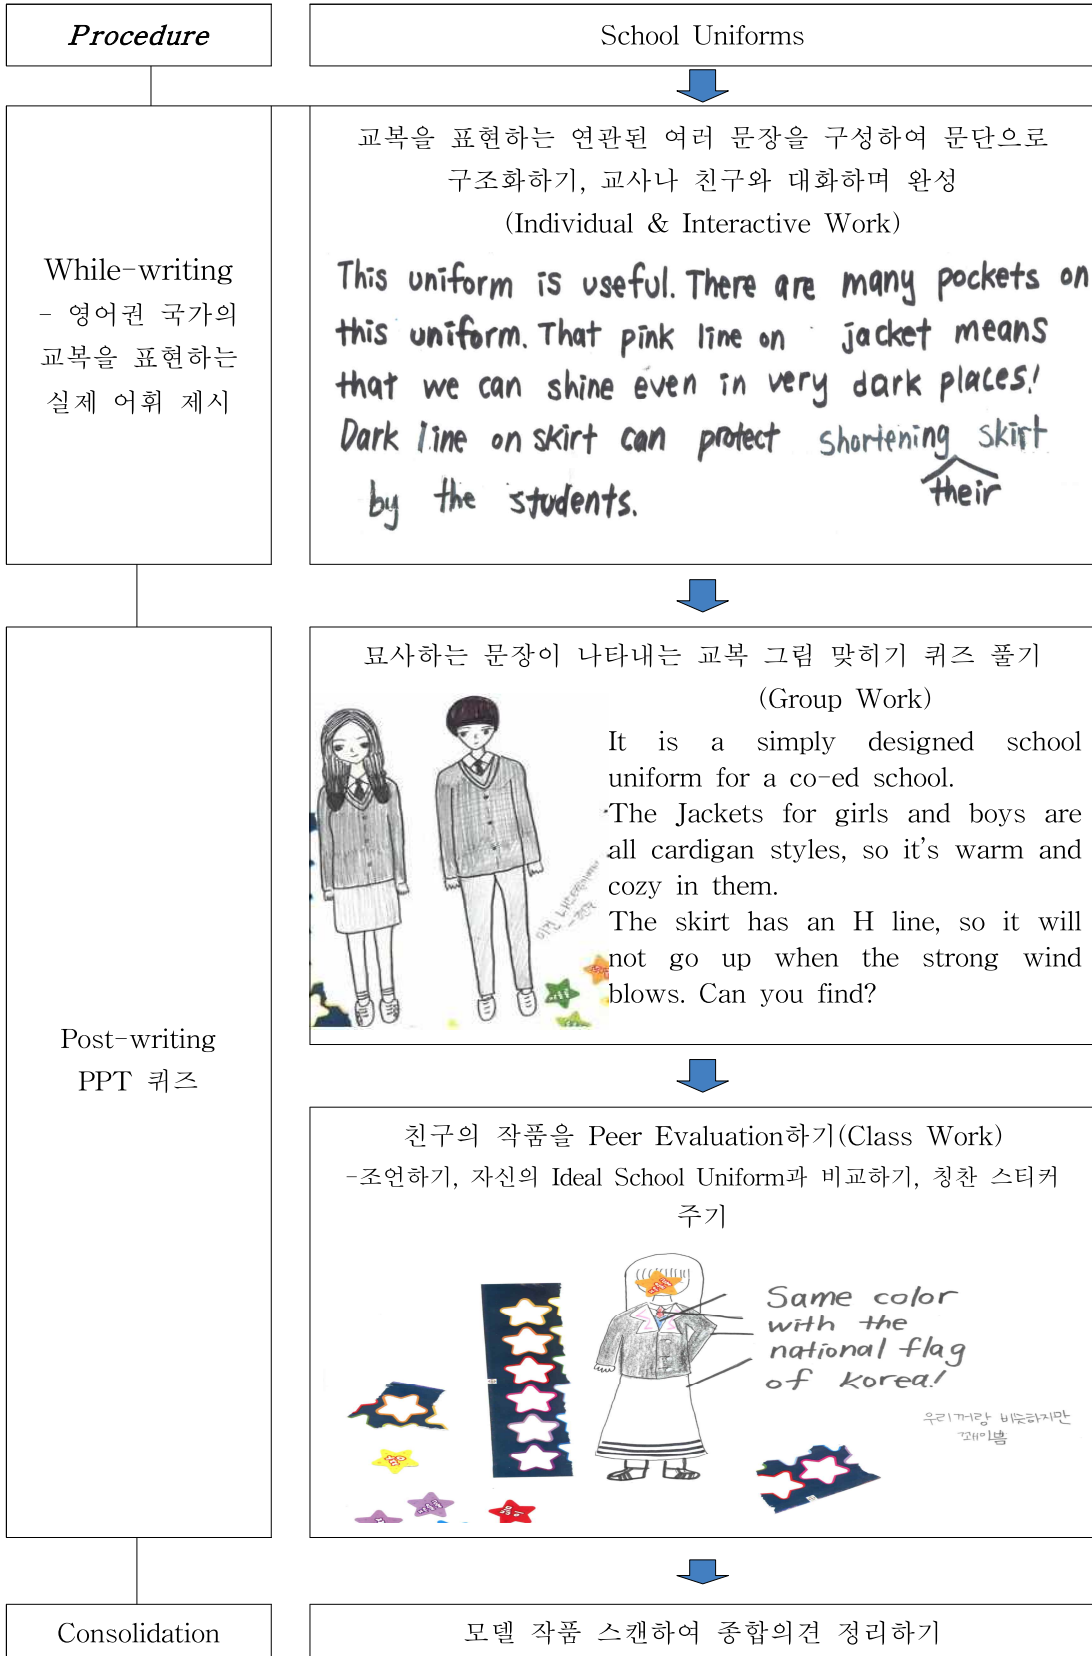 Procedure
School Uniforms
While-writing
- 영어권 국가의
교복을 표현하는
실제 어휘 제시
교복을 표현하는 연관된 여러 문장을 구성하여 문단으로
구조화하기, 교사나 친구와 대화하며 완성
(Individual & Interactive Work)
This uniform is useful. There are many pockets on
this uniform. That pink line on jacket means
that we can shine even in very dark places!
Dark line on skirt can protect shortening skirt
their
by the students.
Post-writing
PPT 퀴즈
묘사하는 문장이 나타내는 교복 그림 맞히기 퀴즈 풀기
(Group Work)
It is a simply designed school
uniform for a co-ed school.
The Jackets for girls and boys are
all cardigan styles, so it's warm and
cozy in them.
The skirt has an H line, so it will
not go up when the strong wind
blows. Can you find?
친구의 작품을 Peer Evaluation하기(Class Work)
-조언하기, 자신의 Ideal School Uniform과 비교하기, 칭찬 스티커
주기
Same color
with the
national flag
of Korea!
우리꺼랑 비슷하지만
꽤이쁨
Consolidation
모델 작품 스캔하여 종합의견 정리하기